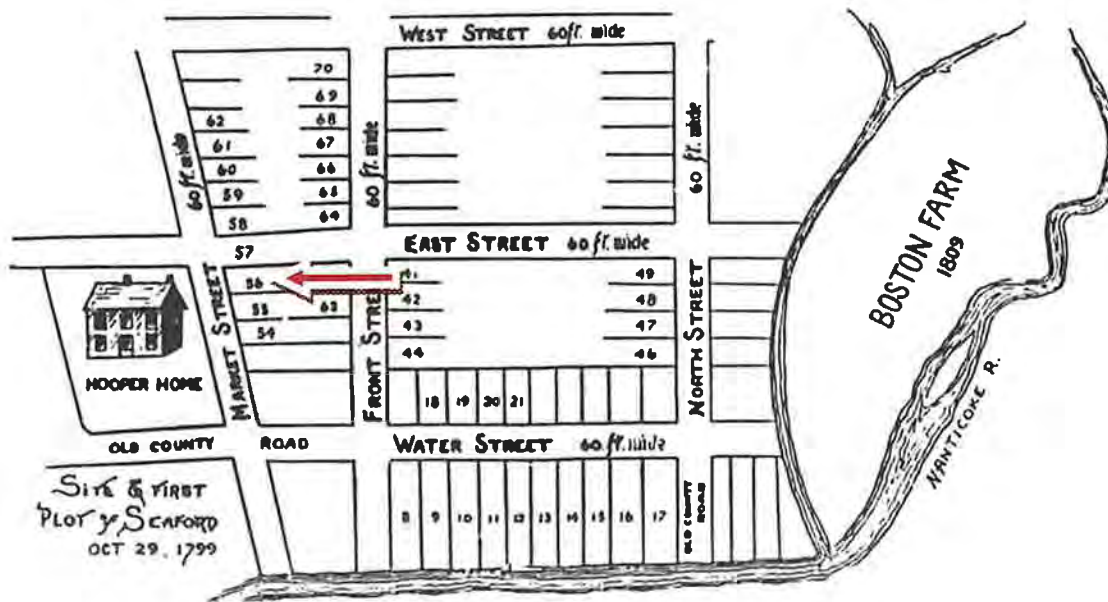 WEST STREET 60ft. wide
70
69
62 68
61 67
60 66
59 65
58 64
60 ft. wide
60 ft. wide
60 ft. wide
57
EAST STREET 60 ft. wide
56 41 49
55 63 42 48
54 43 47
44 46
MARKET STREET
FRONT STREET
NORTH STREET
HOOPER HOME
18 19 20 21
OLD COUNTY ROAD
WATER STREET 60 ft. wide
8 9 10 11 12 13 14 15 16 17
OLD COUNTY ROAD
BOSTON FARM
1809
NANTICOKE R.
SITE & FIRST
PLOT of SEAFORD
OCT 29, 1799